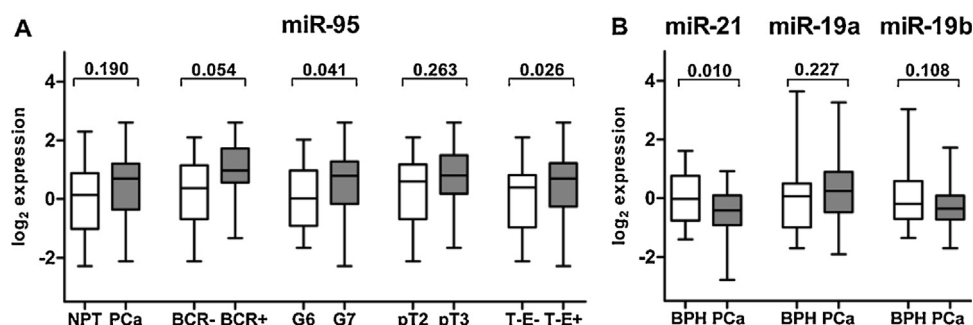 A miR-95
0.190 0.054 0.041 0.263 0.026
4
2
0
-2
log2 expression
NPT PCa BCR- BCR+ G6 G7 pT2 pT3 T-E- T-E+
B miR-21 miR-19a miR-19b
0.010 0.227 0.108
4
2
0
-2
log2 expression
BPH PCa BPH PCa BPH PCa